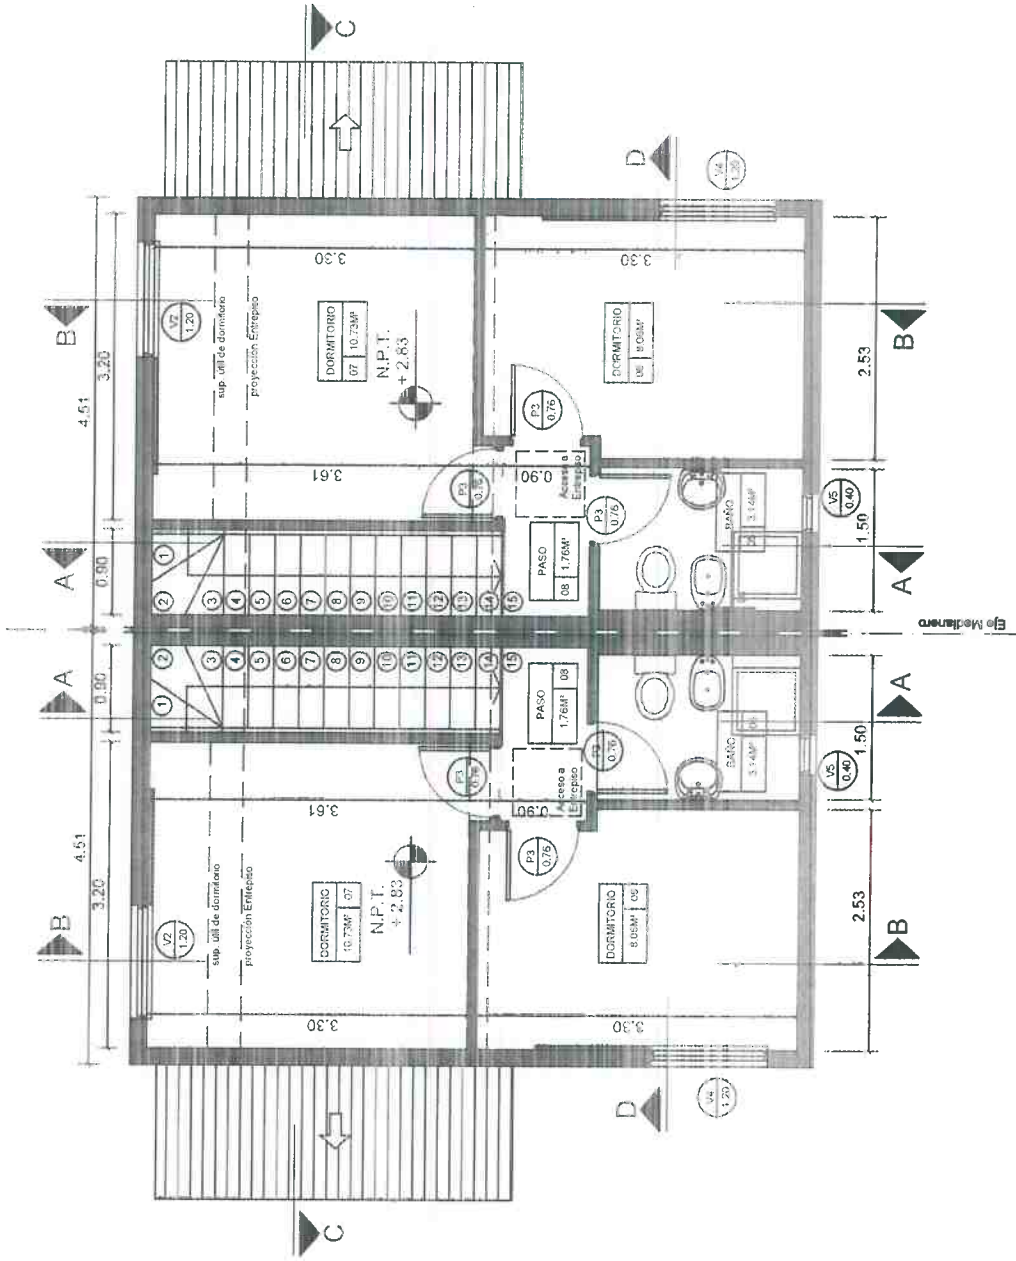 C
D
V4
1.20
4.51
3.20
B
V2
1.20
sup. útil de dormitorio
proyección Entrepiso
3.30
DORMITORIO
07 10.73M²
N.P.T.
+ 2.83
3.61
P3
0.76
3.30
DORMITORIO
8.06M²
P3
0.76
B
2.53
Acceso a
Entrepiso
0.90
P3
0.76
A
0.90
1
2
3
4
5
6
7
8
9
10
11
12
13
14
15
PASO
08 1.76M²
BAÑO
3.14M²
V5
0.40
1.50
A
Eje Medianero
A
0.90
1
2
3
4
5
6
7
8
9
10
11
12
13
14
15
PASO
1.76M² 08
BAÑO
3.14M²
V5
0.40
1.50
A
4.51
3.20
B
V2
1.20
sup. útil de dormitorio
proyección Entrepiso
3.61
P3
0.76
Acceso a
Entrepiso
0.90
P3
0.76
P3
0.76
DORMITORIO
10.73M² 07
N.P.T.
+ 2.83
3.30
DORMITORIO
8.06M²
3.30
2.53
B
D
V4
1.20
C